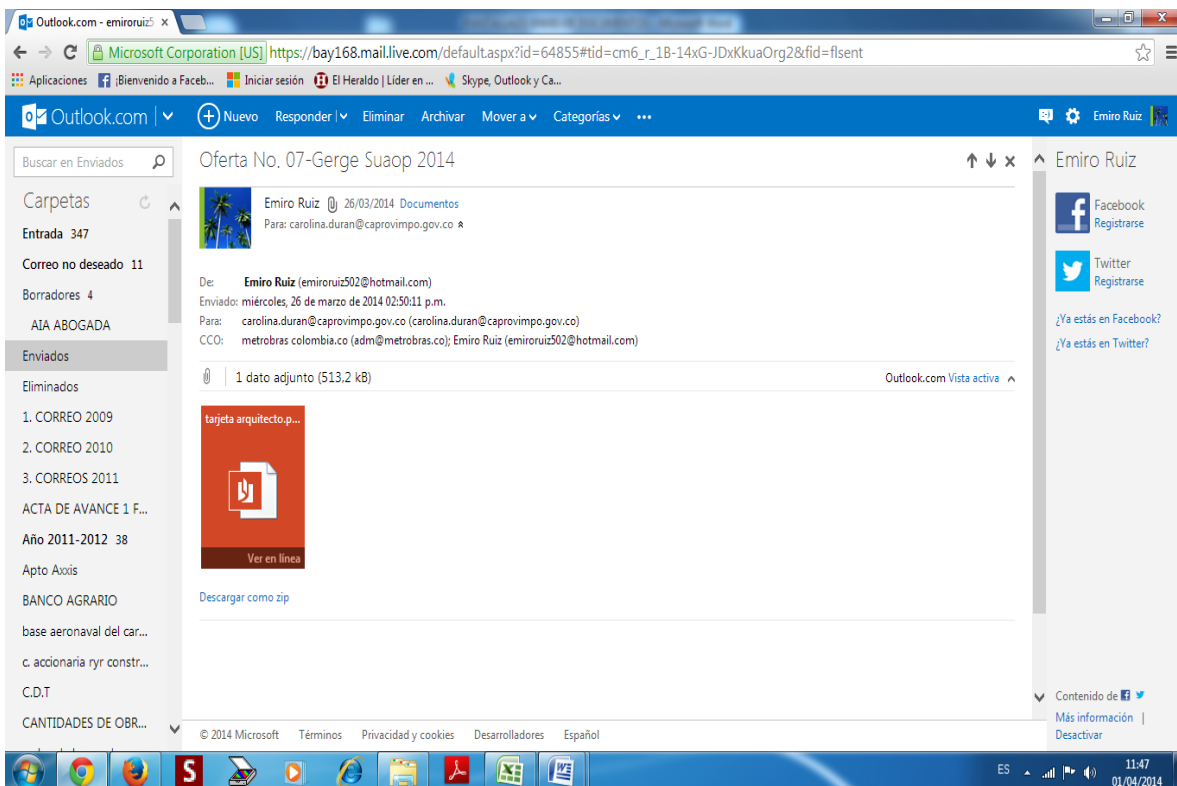 Outlook.com - emiroruiz5
Microsoft Corporation [US] https://bay168.mail.live.com/default.aspx?id=64855#tid=cm6_r_1B-14xG-JDxKkuaOrg2&fid=flsent
Aplicaciones ¡Bienvenido a Faceb... Iniciar sesión El Heraldo | Líder en ... Skype, Outlook y Ca...
Outlook.com Nuevo Responder Eliminar Archivar Mover a Categorías ••• Emiro Ruiz
Buscar en Enviados
Carpetas
Entrada 347
Correo no deseado 11
Borradores 4
AIA ABOGADA
Enviados
Eliminados
1. CORREO 2009
2. CORREO 2010
3. CORREOS 2011
ACTA DE AVANCE 1 F...
Año 2011-2012 38
Apto Axxis
BANCO AGRARIO
base aeronaval del car...
c. accionaria ryr constr...
C.D.T
CANTIDADES DE OBR...
Oferta No. 07-Gerge Suaop 2014
Emiro Ruiz 26/03/2014 Documentos
Para: carolina.duran@caprovimpo.gov.co
De: Emiro Ruiz (emiroruiz502@hotmail.com)
Enviado: miércoles, 26 de marzo de 2014 02:50:11 p.m.
Para: carolina.duran@caprovimpo.gov.co (carolina.duran@caprovimpo.gov.co)
CCO: metrobras colombia.co (adm@metrobras.co); Emiro Ruiz (emiroruiz502@hotmail.com)
1 dato adjunto (513,2 kB) Outlook.com Vista activa
tarjeta arquitecto.p...
Ver en línea
Descargar como zip
© 2014 Microsoft Términos Privacidad y cookies Desarrolladores Español
Emiro Ruiz
Facebook
Registrarse
Twitter
Registrarse
¿Ya estás en Facebook?
¿Ya estás en Twitter?
Contenido de
Más información |
Desactivar
ES 11:47
01/04/2014